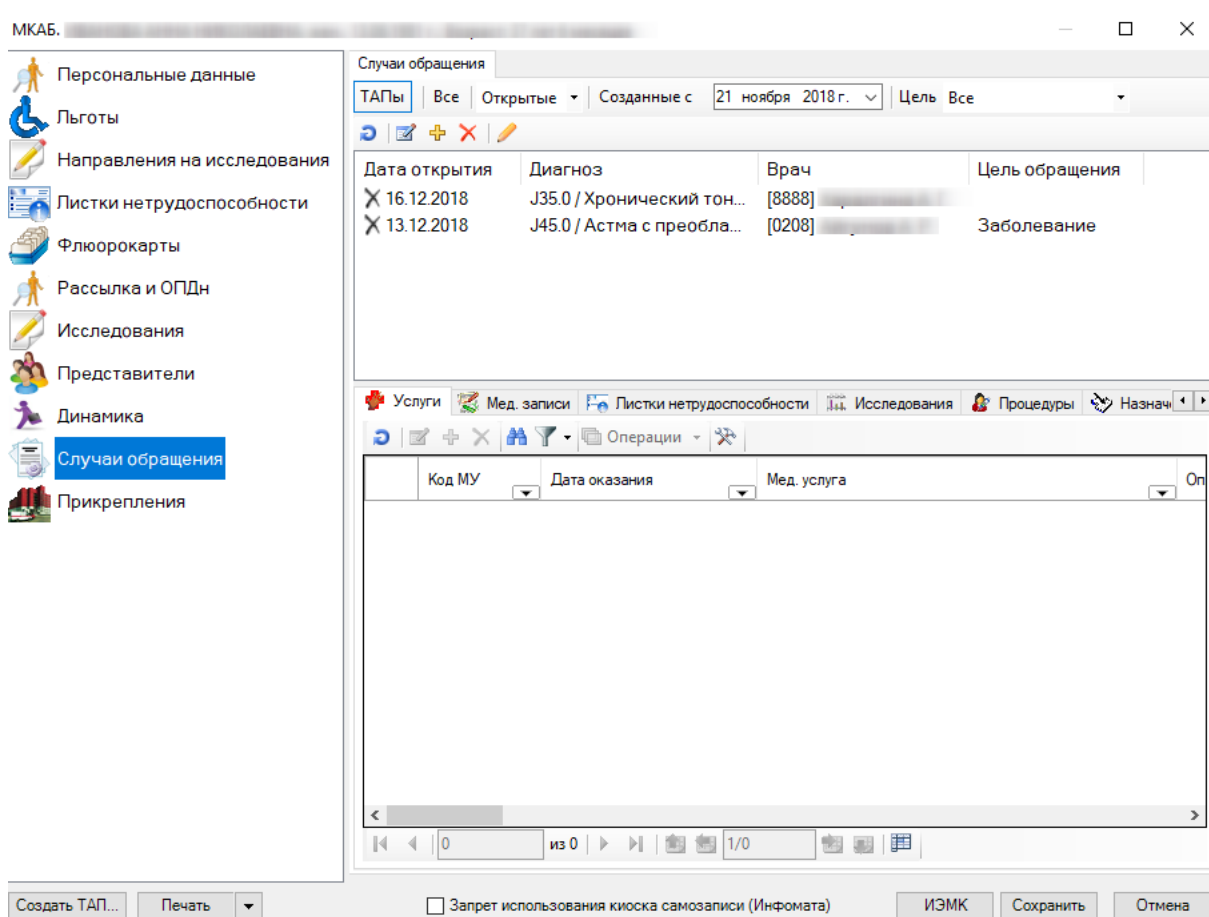 МКАБ.
Персональные данные
Льготы
Направления на исследования
Листки нетрудоспособности
Флюорокарты
Рассылка и ОПДн
Исследования
Представители
Динамика
Случаи обращения
Прикрепления
Случаи обращения
ТАПы Все Открытые Созданные с 21 ноября 2018 г. Цель Все
Дата открытия Диагноз Врач Цель обращения
16.12.2018 J35.0 / Хронический тон... [8888]
13.12.2018 J45.0 / Астма с преобла... [0208] Заболевание
Услуги Мед. записи Листки нетрудоспособности Исследования Процедуры Назнач
Операции
Код МУ Дата оказания Мед. услуга Оп
0 из 0 1/0
Создать ТАП... Печать Запрет использования киоска самозаписи (Инфомата) ИЭМК Сохранить Отмена